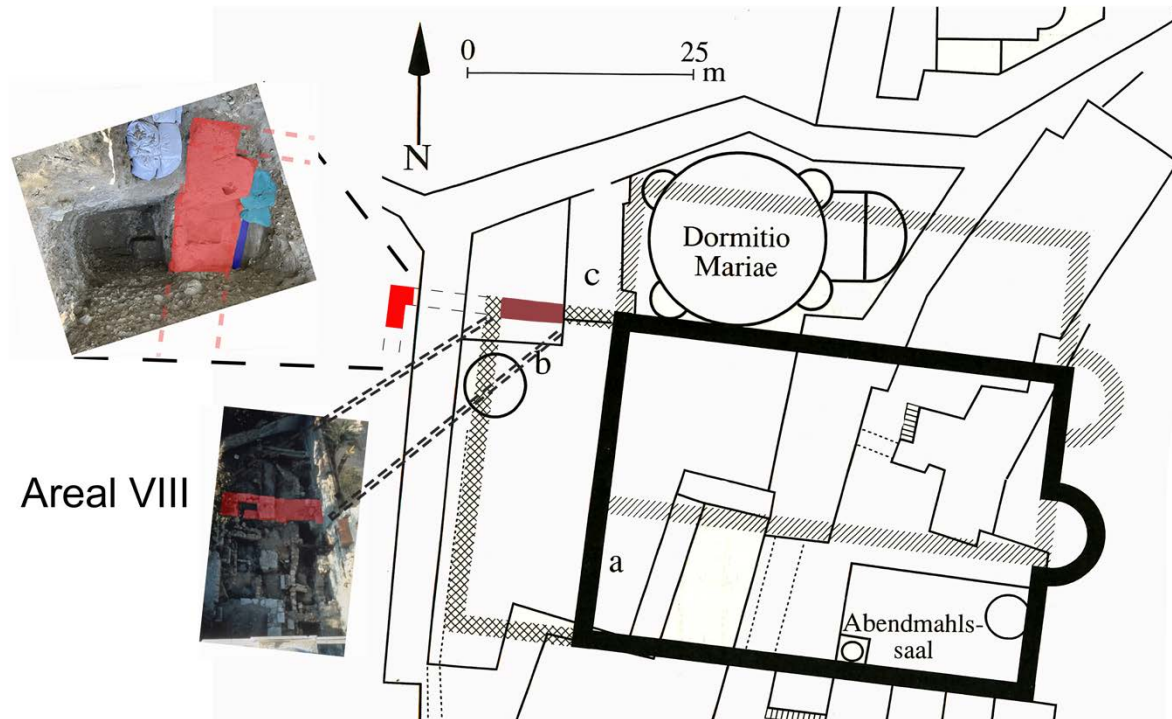 0 25
m
N
Dormitio
Mariae
c
b
Areal VIII
a
Abendmahls-
saal